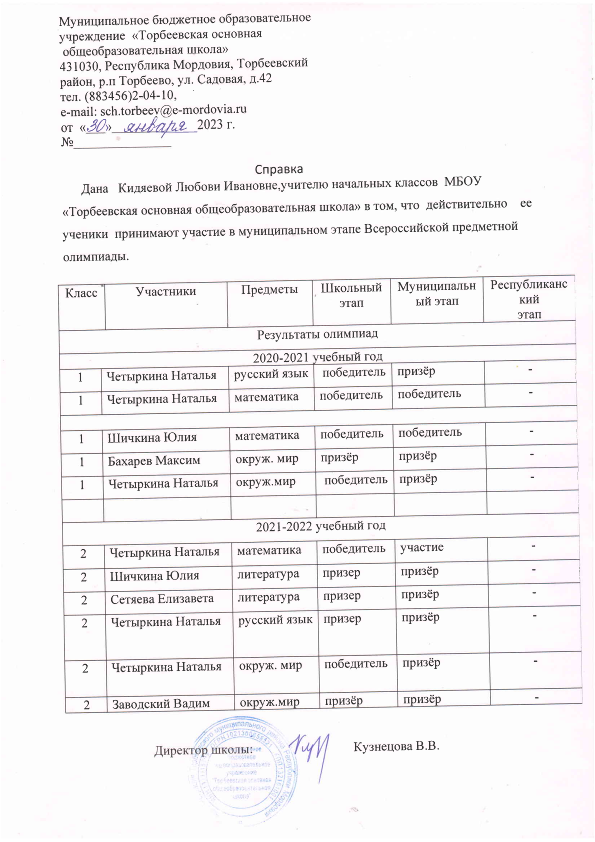 Муниципальное бюджетное образовательное
учреждение «Торбеевская основная
общеобразовательная школа»
431030, Республика Мордовия, Торбеевский
район, р.п Торбеево, ул. Садовая, д.42
тел. (883456)2-04-10,
e-mail: sch.torbeev@e-mordovia.ru
от «30» января 2023 г.
№_______________
Справка
Дана Кидяевой Любови Ивановне,учителю начальных классов МБОУ
«Торбеевская основная общеобразовательная школа» в том, что действительно ее
ученики принимают участие в муниципальном этапе Всероссийской предметной
олимпиады.
Класс Участники Предметы Школьный этап Муниципальн ый этап Республиканс кий этап
Результаты олимпиад
2020-2021 учебный год
1 Четыркина Наталья русский язык победитель призёр -
1 Четыркина Наталья математика победитель победитель -
1 Шичкина Юлия математика победитель победитель -
1 Бахарев Максим окруж. мир призёр призёр -
1 Четыркина Наталья окруж.мир победитель призёр -
2021-2022 учебный год
2 Четыркина Наталья математика победитель участие -
2 Шичкина Юлия литература призер призёр -
2 Сетяева Елизавета литература призер призёр -
2 Четыркина Наталья русский язык призер призёр -
2 Четыркина Наталья окруж. мир победитель призёр -
2 Заводский Вадим окруж.мир призёр призёр -
Директор школы: Кузнецова В.В.